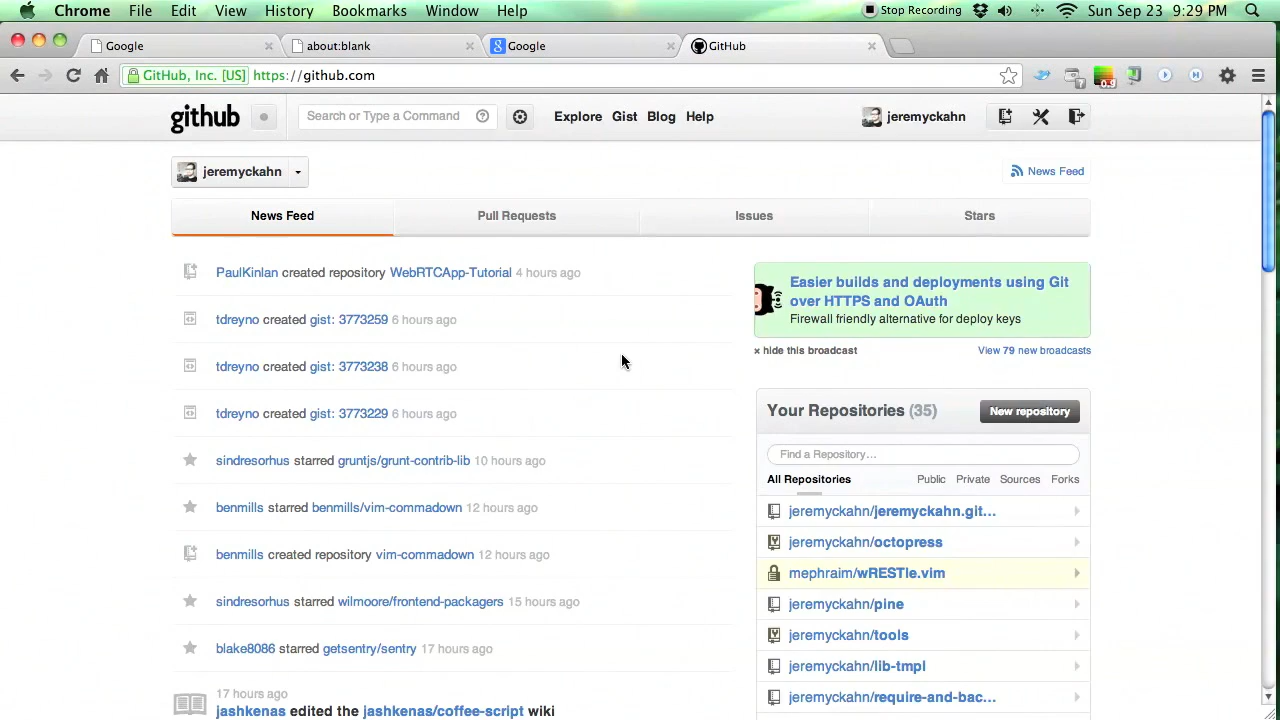 Chrome File Edit View History Bookmarks Window Help Stop Recording Sun Sep 23 9:29 PM
Google about:blank Google GitHub
GitHub, Inc. [US] https://github.com
github Search or Type a Command Explore Gist Blog Help jeremyckahn
jeremyckahn News Feed
News Feed Pull Requests Issues Stars
PaulKinlan created repository WebRTCApp-Tutorial 4 hours ago
tdreyno created gist: 3773259 6 hours ago
tdreyno created gist: 3773238 6 hours ago
tdreyno created gist: 3773229 6 hours ago
sindresorhus starred gruntjs/grunt-contrib-lib 10 hours ago
benmills starred benmills/vim-commadown 12 hours ago
benmills created repository vim-commadown 12 hours ago
sindresorhus starred wilmoore/frontend-packagers 15 hours ago
blake8086 starred getsentry/sentry 17 hours ago
17 hours ago
jashkenas edited the jashkenas/coffee-script wiki
Easier builds and deployments using Git
over HTTPS and OAuth
Firewall friendly alternative for deploy keys
× hide this broadcast View 79 new broadcasts
Your Repositories (35) New repository
Find a Repository…
All Repositories Public Private Sources Forks
jeremyckahn/jeremyckahn.git…
jeremyckahn/octopress
mephraim/wRESTle.vim
jeremyckahn/pine
jeremyckahn/tools
jeremyckahn/lib-tmpl
jeremyckahn/require-and-bac…